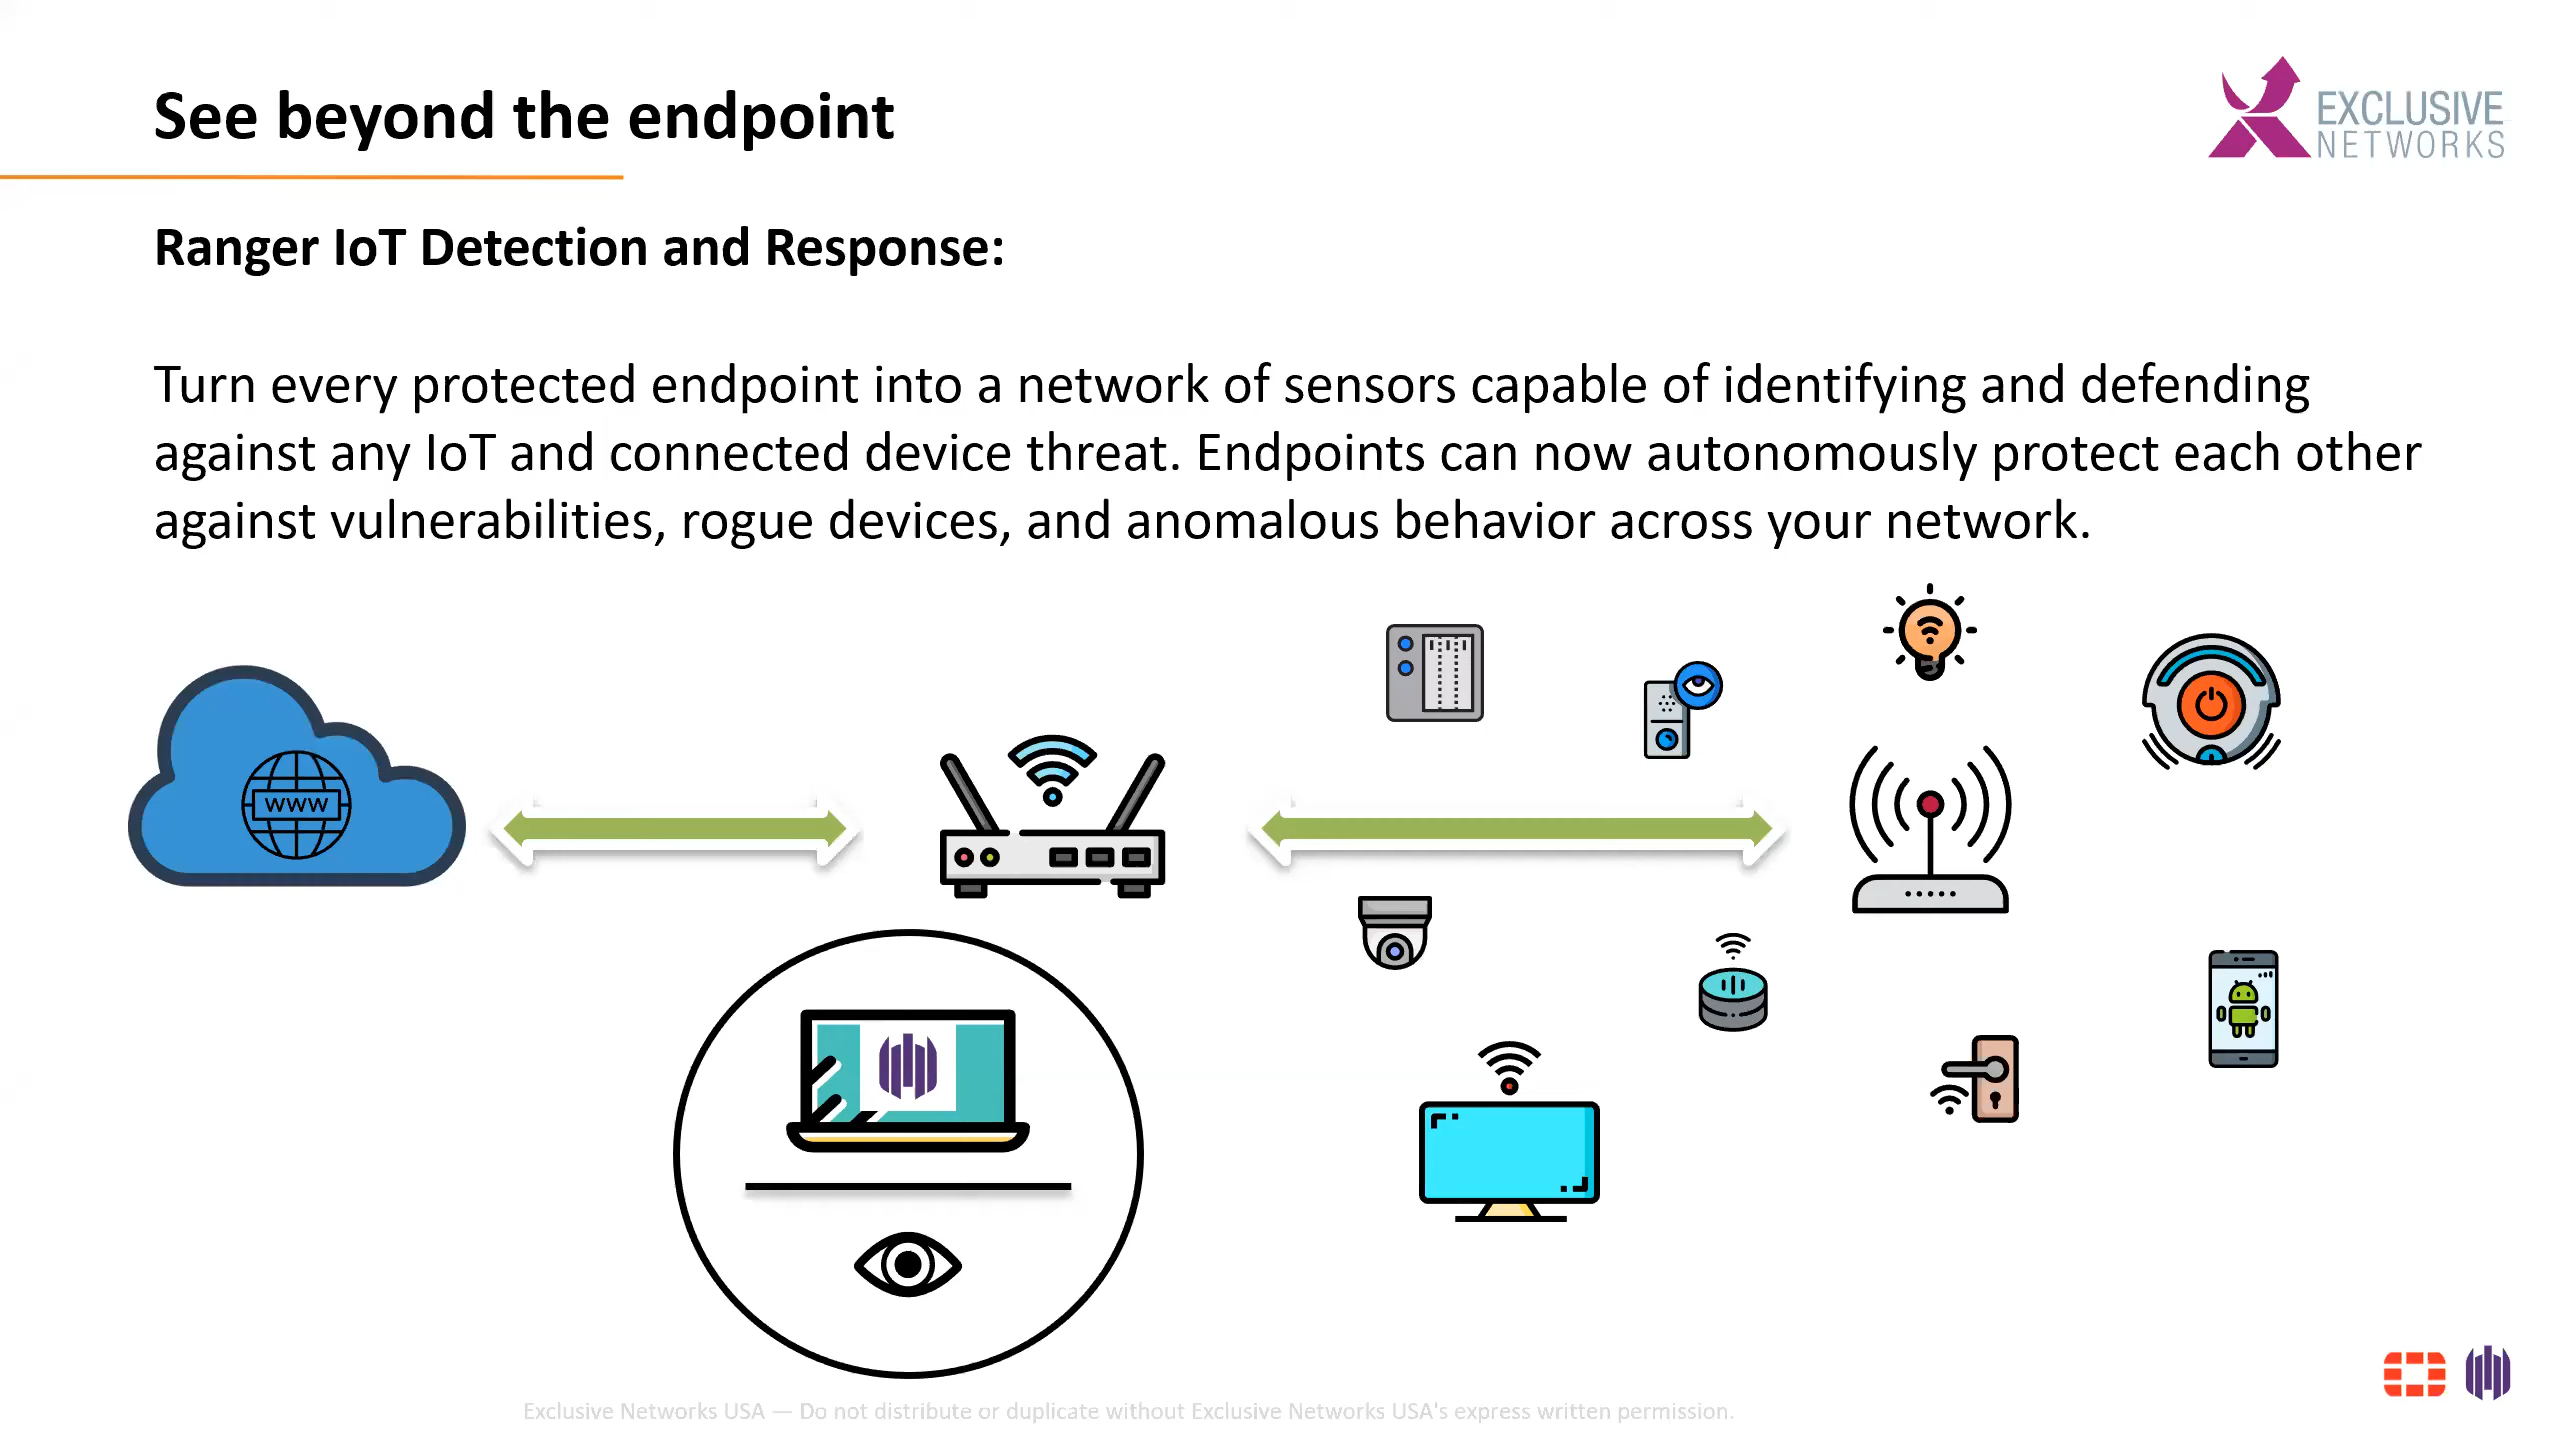 See beyond the endpoint
EXCLUSIVE
NETWORKS
Ranger IoT Detection and Response:
Turn every protected endpoint into a network of sensors capable of identifying and defending
against any IoT and connected device threat. Endpoints can now autonomously protect each other
against vulnerabilities, rogue devices, and anomalous behavior across your network.
www
Exclusive Networks USA — Do not distribute or duplicate without Exclusive Networks USA's express written permission.